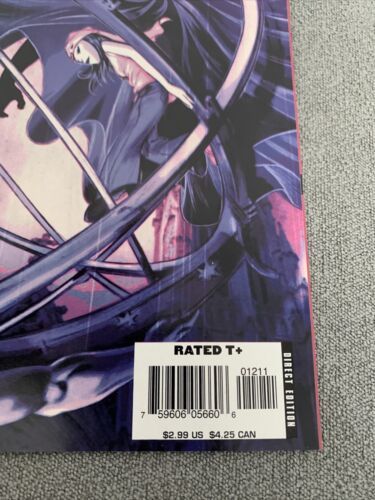 RATED T+
01211
7 59606 05660 6
$2.99 US $4.25 CAN
DIRECT EDITION